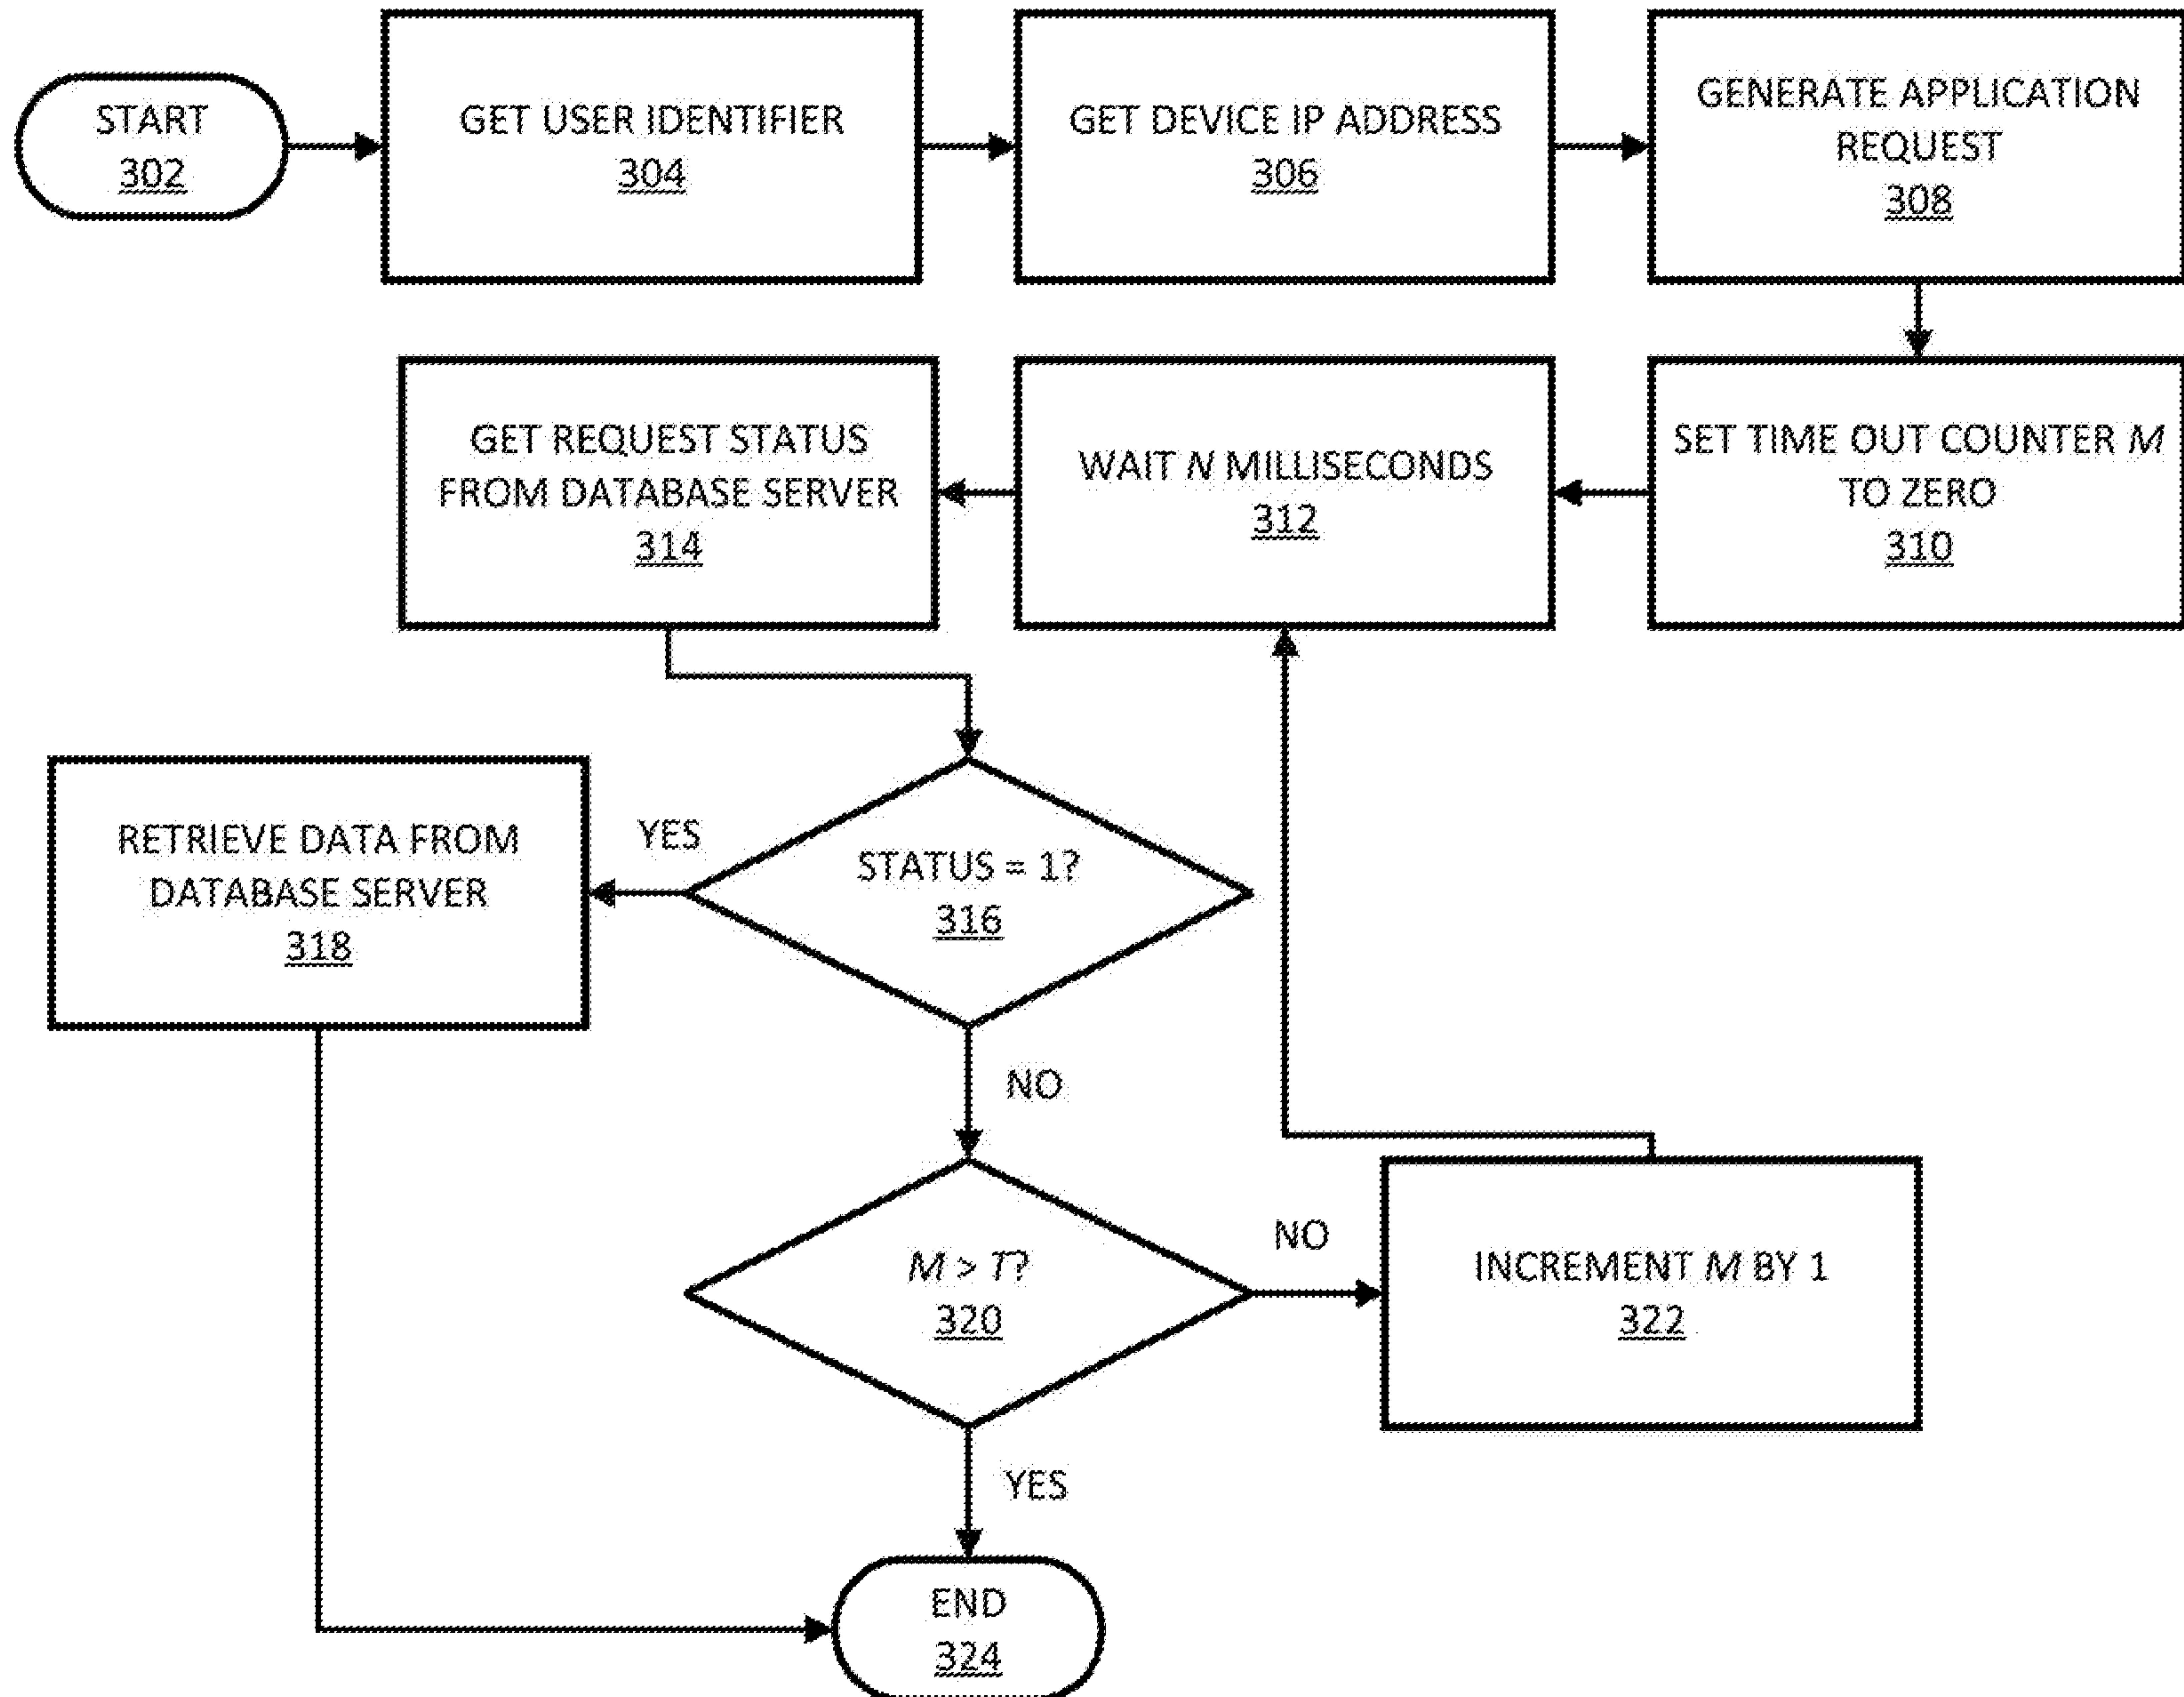 START
302
GET USER IDENTIFIER
304
GET DEVICE IP ADDRESS
306
GENERATE APPLICATION
REQUEST
308
GET REQUEST STATUS
FROM DATABASE SERVER
314
WAIT N MILLISECONDS
312
SET TIME OUT COUNTER M
TO ZERO
310
RETRIEVE DATA FROM
DATABASE SERVER
318
YES
STATUS = 1?
316
NO
M > T?
320
NO
INCREMENT M BY 1
322
YES
END
324